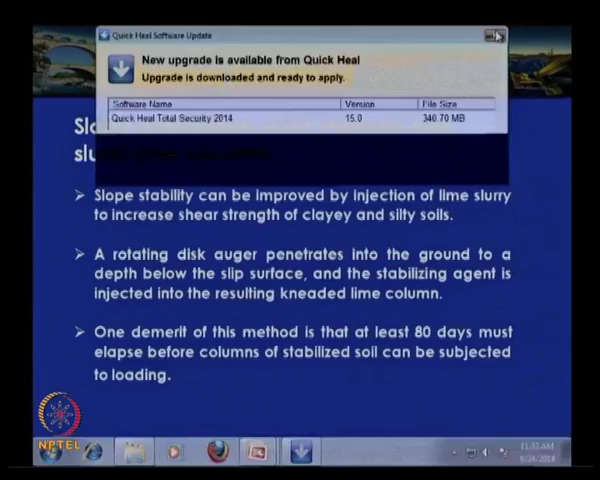 Quick Heal Software Update
New upgrade is available from Quick Heal
Upgrade is downloaded and ready to apply.
Software Name Version File Size
Quick Heal Total Security 2014 15.0 340.70 MB
➤ Slope stability can be improved by injection of lime slurry
to increase shear strength of clayey and silty soils.
➤ A rotating disk auger penetrates into the ground to a
depth below the slip surface, and the stabilizing agent is
injected into the resulting kneaded lime column.
➤ One demerit of this method is that at least 80 days must
elapse before columns of stabilized soil can be subjected
to loading.
NPTEL
11:37 AM
8/26/2014